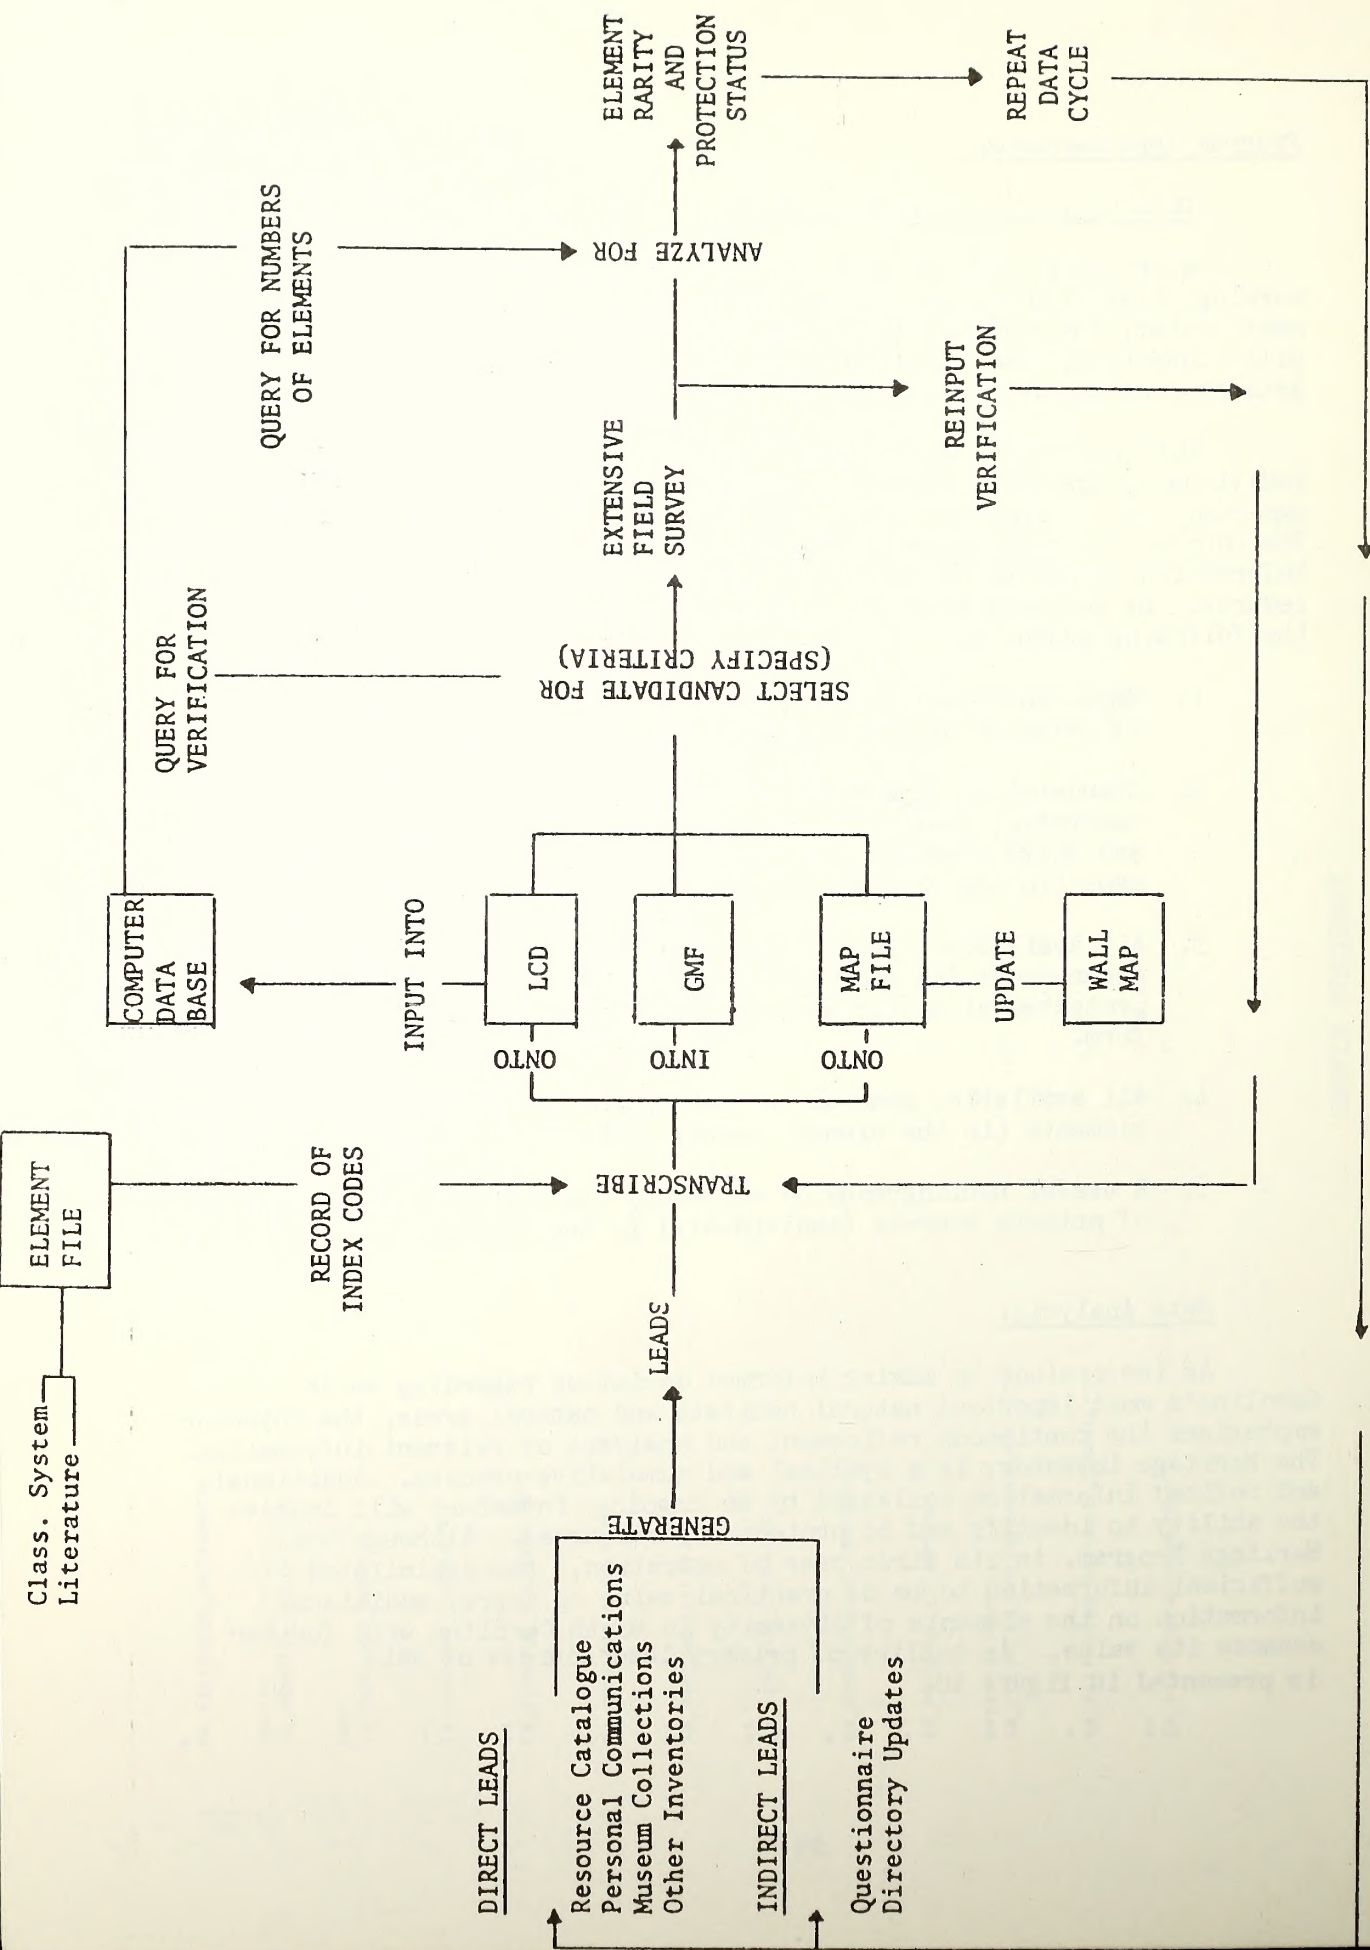 Class. System
Literature
ELEMENT
FILE
RECORD OF
INDEX CODES
DIRECT LEADS
Resource Catalogue
Personal Communications
Museum Collections
Other Inventories
INDIRECT LEADS
Questionnaire
Directory Updates
GENERATE
LEADS
TRANSCRIBE
ONTO
INTO
ONTO
COMPUTER
DATA
BASE
INPUT INTO
LCD
GMF
MAP
FILE
UPDATE
WALL
MAP
QUERY FOR
VERIFICATION
SELECT CANDIDATE FOR
(SPECIFY CRITERIA)
EXTENSIVE
FIELD
SURVEY
QUERY FOR NUMBERS
OF ELEMENTS
ANALYZE FOR
REINPUT
VERIFICATION
ELEMENT
RARITY
AND
PROTECTION
STATUS
REPEAT
DATA
CYCLE